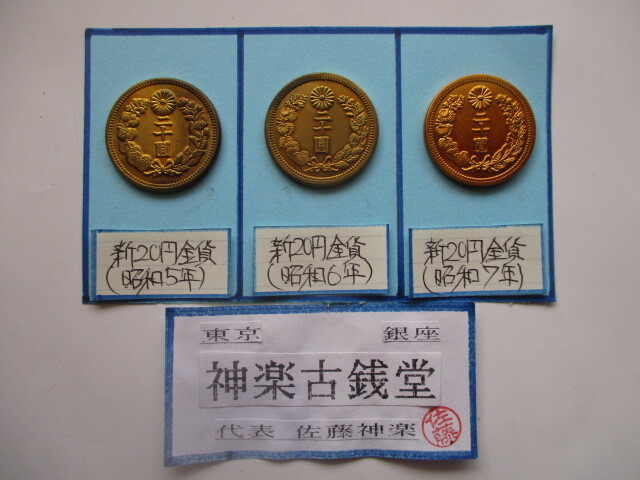 二十圓
二十圓
二十圓
新20円金貨
(昭和5年)
新20円金貨
(昭和6年)
新20円金貨
(昭和7年)
東京 銀座
神楽古銭堂
代表 佐藤神楽
佐藤